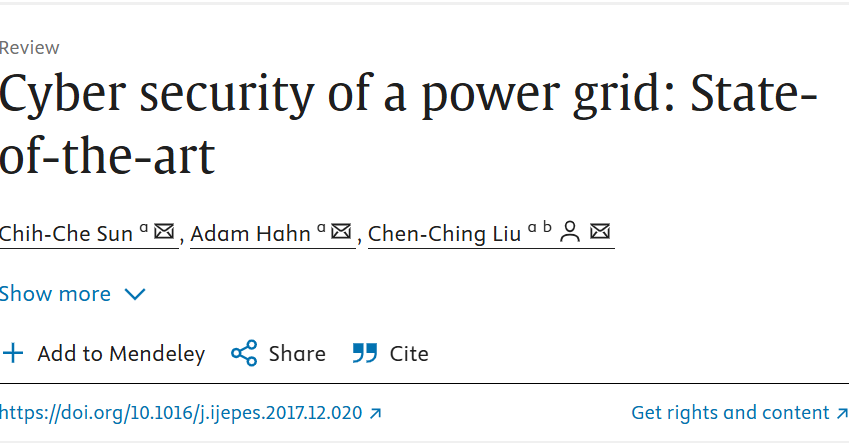 Review
Cyber security of a power grid: State-
of-the-art
Chih-Che Sun a, Adam Hahn a, Chen-Ching Liu a b
Show more
Add to Mendeley Share Cite
https://doi.org/10.1016/j.ijepes.2017.12.020 Get rights and content